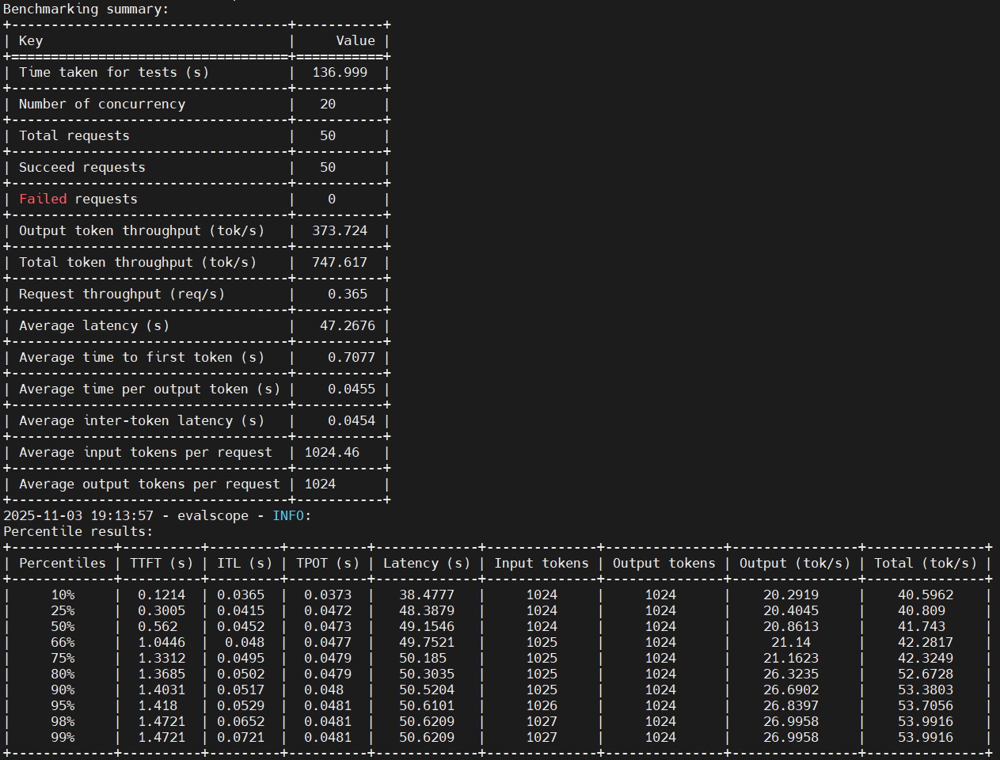 Benchmarking summary:
+-----------------------------------+-----------+
| Key                               |     Value |
+===================================+===========+
| Time taken for tests (s)          |  136.999  |
+-----------------------------------+-----------+
| Number of concurrency             |   20      |
+-----------------------------------+-----------+
| Total requests                    |   50      |
+-----------------------------------+-----------+
| Succeed requests                  |   50      |
+-----------------------------------+-----------+
| Failed requests                   |    0      |
+-----------------------------------+-----------+
| Output token throughput (tok/s)   |  373.724  |
+-----------------------------------+-----------+
| Total token throughput (tok/s)    |  747.617  |
+-----------------------------------+-----------+
| Request throughput (req/s)        |    0.365  |
+-----------------------------------+-----------+
| Average latency (s)               |   47.2676 |
+-----------------------------------+-----------+
| Average time to first token (s)   |    0.7077 |
+-----------------------------------+-----------+
| Average time per output token (s) |    0.0455 |
+-----------------------------------+-----------+
| Average inter-token latency (s)   |    0.0454 |
+-----------------------------------+-----------+
| Average input tokens per request  | 1024.46   |
+-----------------------------------+-----------+
| Average output tokens per request | 1024      |
+-----------------------------------+-----------+
2025-11-03 19:13:57 - evalscope - INFO:
Percentile results:
+-------------+----------+---------+----------+-------------+--------------+---------------+----------------+---------------+
| Percentiles | TTFT (s) | ITL (s) | TPOT (s) | Latency (s) | Input tokens | Output tokens | Output (tok/s) | Total (tok/s) |
+-------------+----------+---------+----------+-------------+--------------+---------------+----------------+---------------+
|     10%     |  0.1214  | 0.0365  |  0.0373  |   38.4777   |     1024     |     1024      |    20.2919     |    40.5962    |
|     25%     |  0.3005  | 0.0415  |  0.0472  |   48.3879   |     1024     |     1024      |    20.4045     |    40.809     |
|     50%     |  0.562   | 0.0452  |  0.0473  |   49.1546   |     1024     |     1024      |    20.8613     |    41.743     |
|     66%     |  1.0446  |  0.048  |  0.0477  |   49.7521   |     1025     |     1024      |     21.14      |    42.2817    |
|     75%     |  1.3312  | 0.0495  |  0.0479  |   50.185    |     1025     |     1024      |    21.1623     |    42.3249    |
|     80%     |  1.3685  | 0.0502  |  0.0479  |   50.3035   |     1025     |     1024      |    26.3235     |    52.6728    |
|     90%     |  1.4031  | 0.0517  |  0.048   |   50.5204   |     1025     |     1024      |    26.6902     |    53.3803    |
|     95%     |  1.418   | 0.0529  |  0.0481  |   50.6101   |     1026     |     1024      |    26.8397     |    53.7056    |
|     98%     |  1.4721  | 0.0652  |  0.0481  |   50.6209   |     1027     |     1024      |    26.9958     |    53.9916    |
|     99%     |  1.4721  | 0.0721  |  0.0481  |   50.6209   |     1027     |     1024      |    26.9958     |    53.9916    |
+-------------+----------+---------+----------+-------------+--------------+---------------+----------------+---------------+